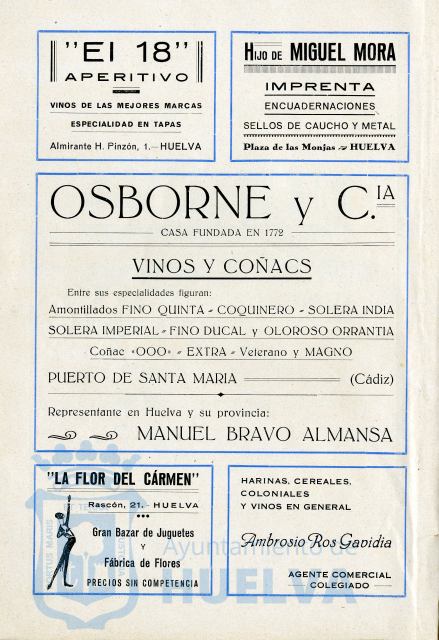 "El 18"
APERITIVO
VINOS DE LAS MEJORES MARCAS
ESPECIALIDAD EN TAPAS
Almirante H. Pinzón, 1.—HUELVA
HIJO DE MIGUEL MORA
IMPRENTA
ENCUADERNACIONES
SELLOS DE CAUCHO Y METAL
Plaza de las Monjas - HUELVA
OSBORNE y C.IA
CASA FUNDADA EN 1772
VINOS Y COÑACS
Entre sus especialidades figuran:
Amontillados FINO QUINTA - COQUINERO - SOLERA INDIA
SOLERA IMPERIAL - FINO DUCAL y OLOROSO ORRANTIA
Coñac «OOO» - EXTRA - Veterano y MAGNO
PUERTO DE SANTA MARIA (Cádiz)
Representante en Huelva y su provincia:
MANUEL BRAVO ALMANSA
"LA FLOR DEL CÁRMEN"
Rascón, 21. - HUELVA
Gran Bazar de Juguetes
Y
Fábrica de Flores
PRECIOS SIN COMPETENCIA
HARINAS, CEREALES,
COLONIALES
Y VINOS EN GENERAL
Ambrosio Ros Gavidia
AGENTE COMERCIAL
COLEGIADO
Ayuntamiento de
HUELVA